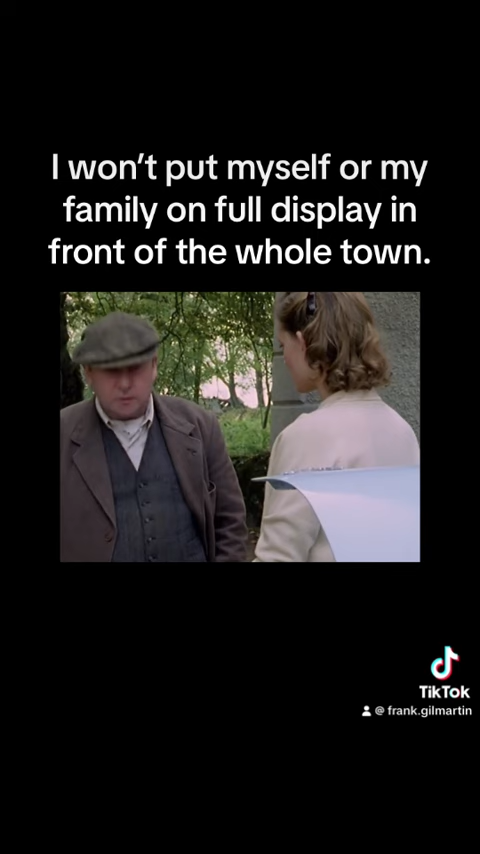 I won’t put myself or my
family on full display in
front of the whole town.
TikTok
@ frank.gilmartin